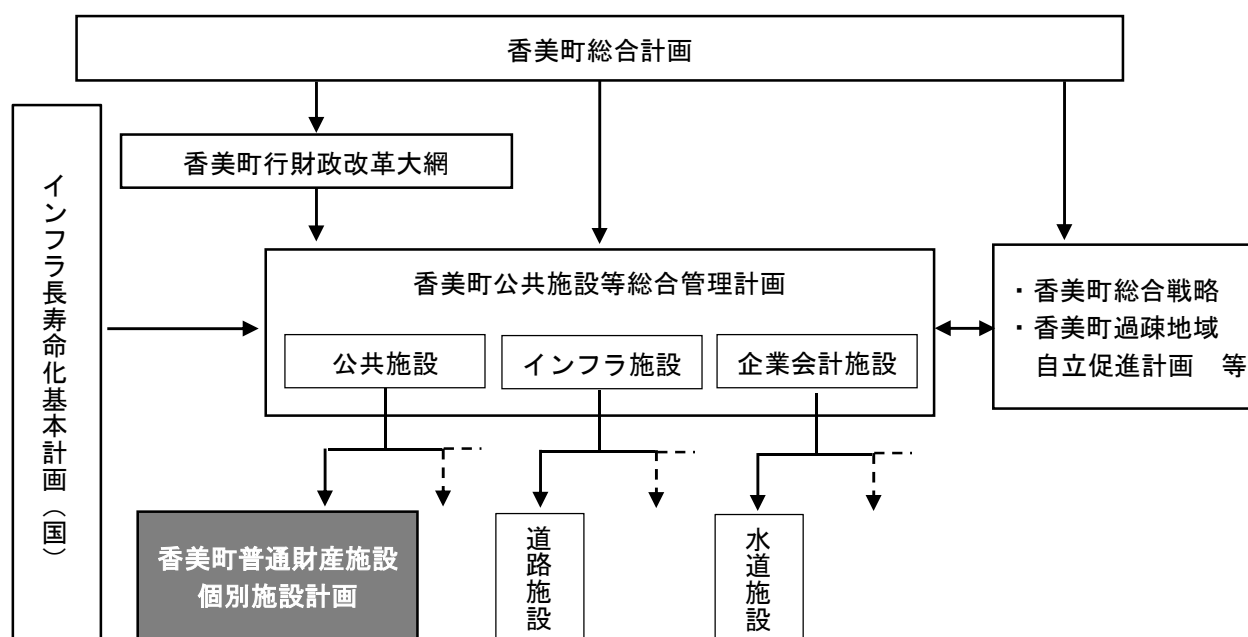 香美町総合計画
香美町行財政改革大綱
インフラ長寿命化基本計画（国）
香美町公共施設等総合管理計画
公共施設
インフラ施設
企業会計施設
・香美町総合戦略
・香美町過疎地域
自立促進計画　等
香美町普通財産施設
個別施設計画
道路施設
水道施設